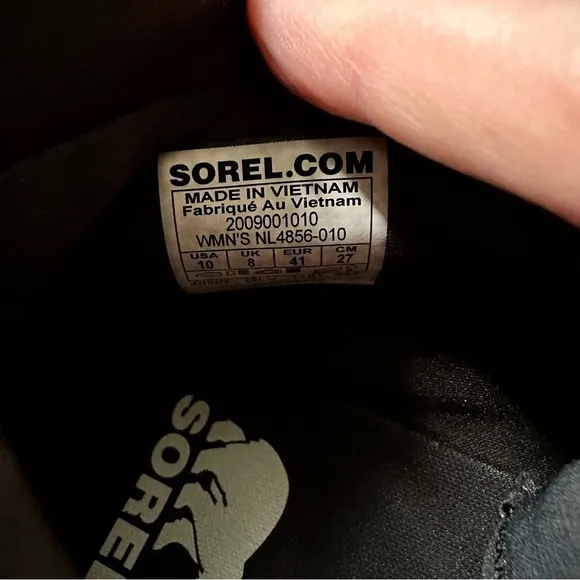 SOREL.COM
MADE IN VIETNAM
Fabriqué Au Vietnam
2009001010
WMN'S NL4856-010
USA UK EUR CM
10 8 41 27
SOREL